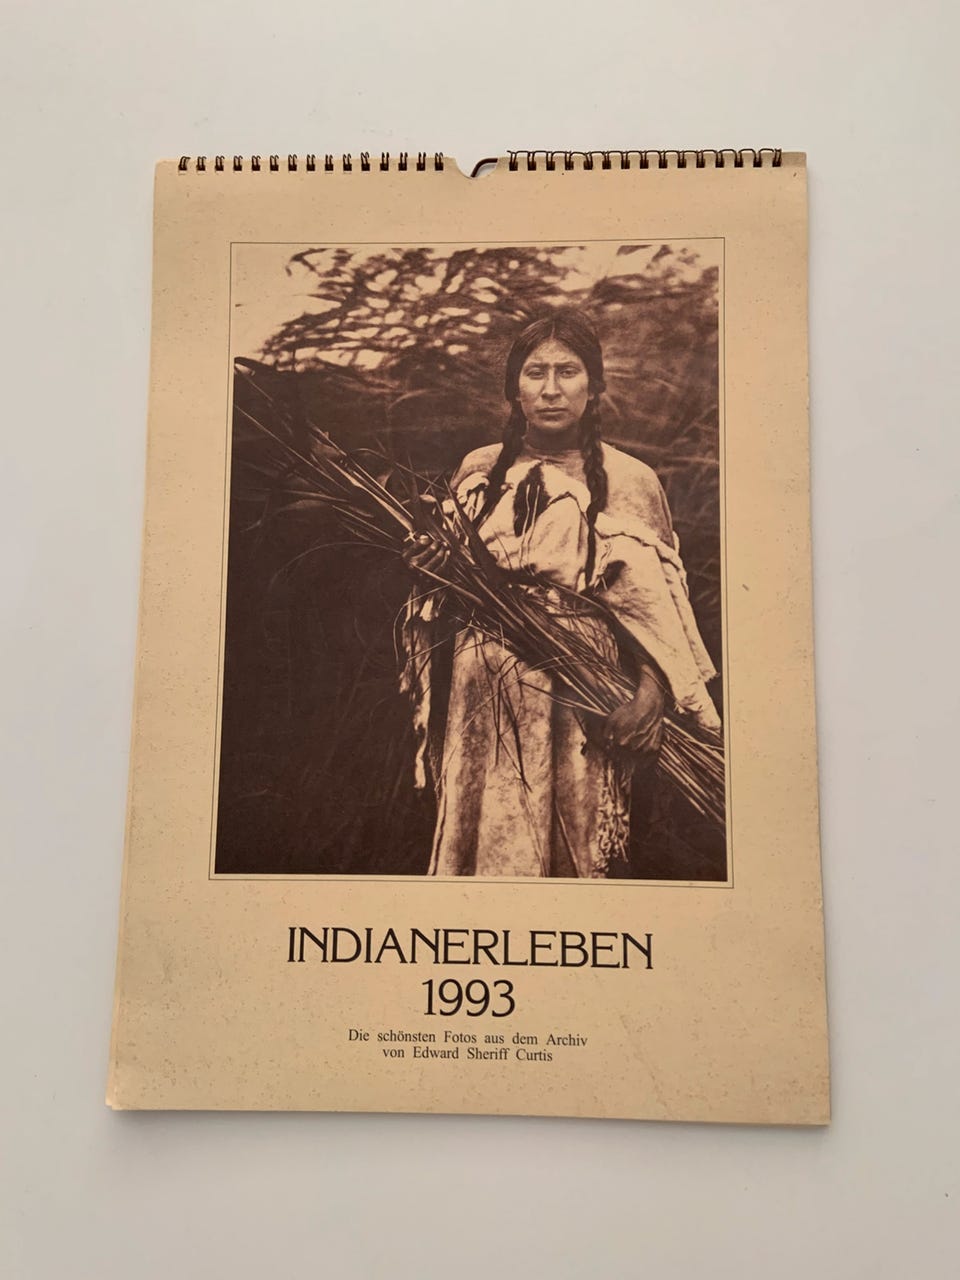 INDIANERLEBEN
1993
Die schönsten Fotos aus dem Archiv
von Edward Sheriff Curtis